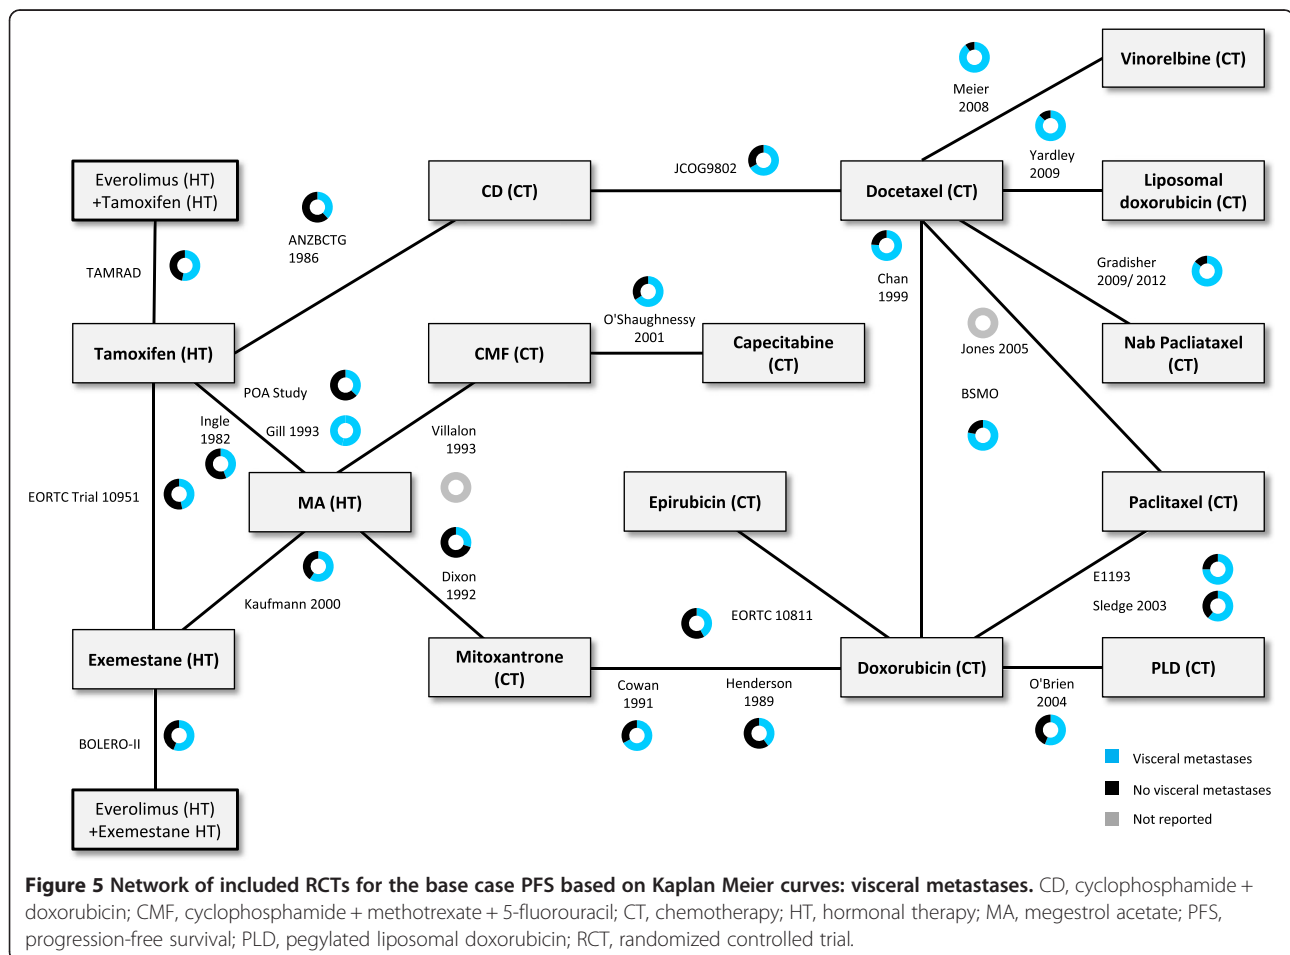 Vinorelbine (CT)
Meier
2008
Yardley
2009
Everolimus (HT)
+Tamoxifen (HT)
CD (CT)
JCOG9802
Docetaxel (CT)
Liposomal
doxorubicin (CT)
ANZBCTG
1986
TAMRAD
Chan
1999
Gradisher
2009/ 2012
O'Shaughnessy
2001
Tamoxifen (HT)
CMF (CT)
Capecitabine
(CT)
Jones 2005
Nab Pacliataxel
(CT)
POA Study
BSMO
Ingle
1982
Gill 1993
Villalon
1993
EORTC Trial 10951
MA (HT)
Epirubicin (CT)
Paclitaxel (CT)
Dixon
1992
E1193
Kaufmann 2000
Sledge 2003
EORTC 10811
Exemestane (HT)
Mitoxantrone
(CT)
Doxorubicin (CT)
PLD (CT)
Cowan
1991
Henderson
1989
O'Brien
2004
BOLERO-II
Visceral metastases
No visceral metastases
Not reported
Everolimus (HT)
+Exemestane HT)
Figure 5 Network of included RCTs for the base case PFS based on Kaplan Meier curves: visceral metastases. CD, cyclophosphamide +
doxorubicin; CMF, cyclophosphamide + methotrexate + 5-fluorouracil; CT, chemotherapy; HT, hormonal therapy; MA, megestrol acetate; PFS,
progression-free survival; PLD, pegylated liposomal doxorubicin; RCT, randomized controlled trial.